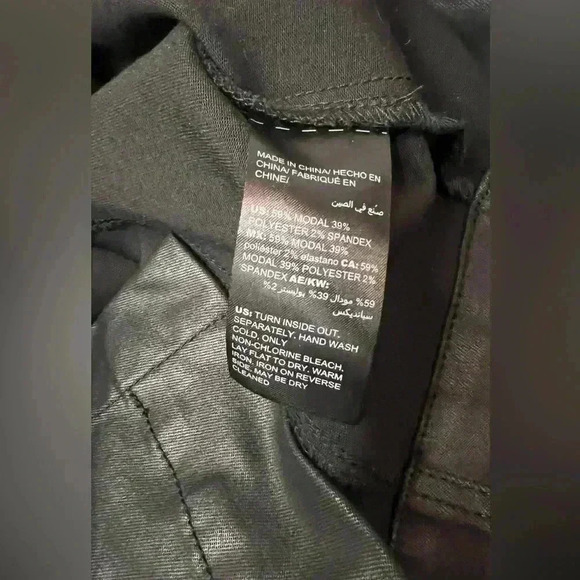 MADE IN CHINA/ HECHO EN
CHINA/ FABRIQUÉ EN
CHINE/
صنع في الصين
US: 59% MODAL 39%
POLYESTER 2% SPANDEX
MX: 59% MODAL 39%
poliéster 2% elastano CA: 59%
MODAL 39% POLYESTER 2%
SPANDEX AE/KW:
59% مودال 39% بوليستر 2%
سبانديكس
US: TURN INSIDE OUT,
SEPARATELY. HAND WASH
COLD, ONLY
NON-CHLORINE BLEACH.
LAY FLAT TO DRY. WARM
IRON. IRON ON REVERSE
SIDE, MAY BE DRY
CLEANED